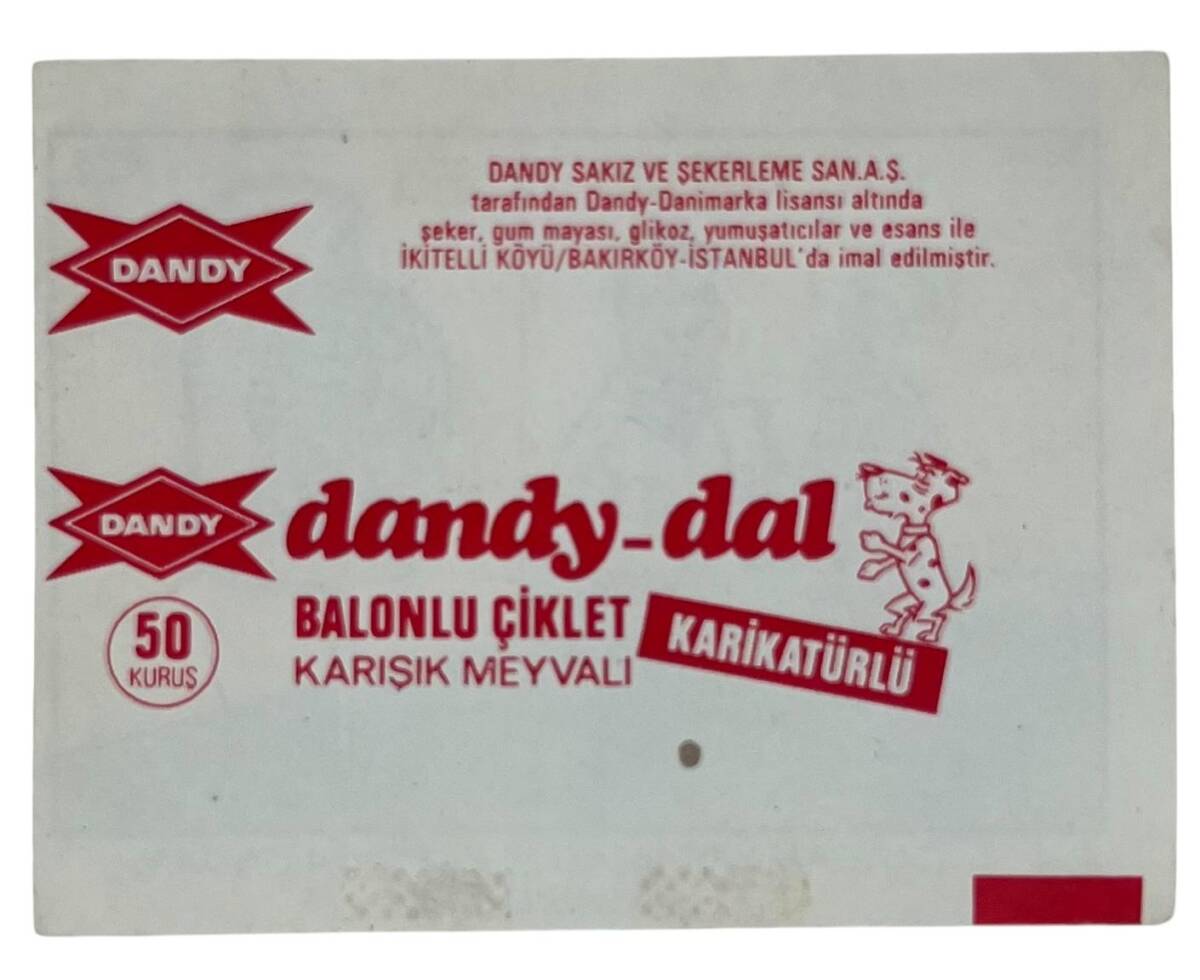 DANDY SAKIZ VE ŞEKERLEME SAN.A.Ş.
tarafından Dandy-Danimarka lisansı altında
şeker, gum mayası, glikoz, yumuşatıcılar ve esans ile
İKİTELLİ KÖYÜ/BAKIRKÖY-İSTANBUL'da imal edilmiştir.
DANDY
DANDY
dandy-dal
BALONLU ÇİKLET
KARIŞIK MEYVALI
KARİKATÜRLÜ
50
KURUŞ